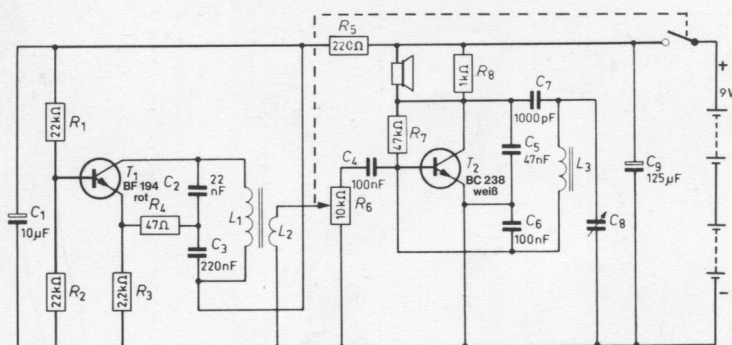 R5
220Ω
+
9V
22kΩ
R1
1kΩ
R8
C7
1000pF
47kΩ
R7
T1
BF 194
rot
C2
22
nF
R4
47Ω
C4
100nF
T2
BC 238
weiß
C5
47nF
L3
C1
10µF
C3
220nF
L1
L2
10kΩ
R6
C6
100nF
C8
C9
125µF
22kΩ
R2
2,2kΩ
R3
−